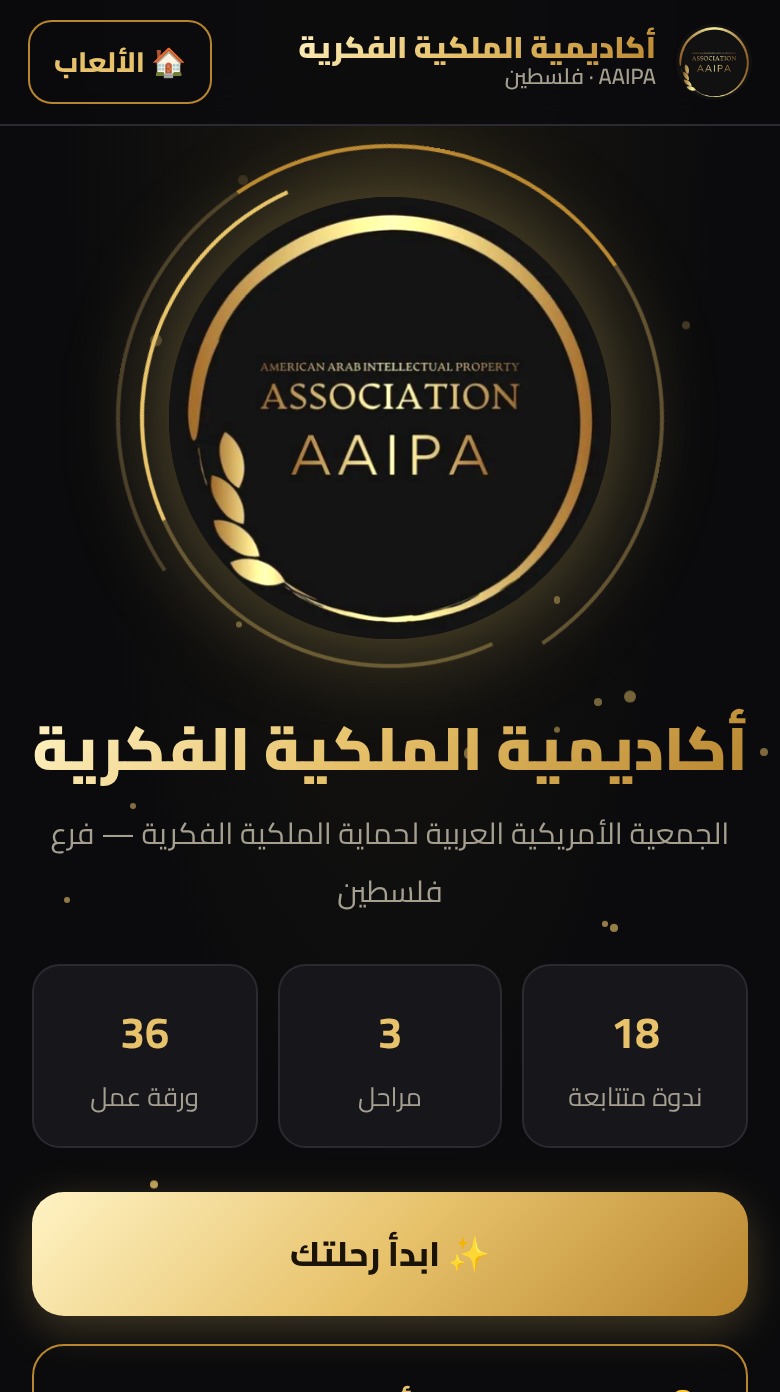 أكاديمية الملكية الفكرية
AAIPA · فلسطين
🏠 الألعاب
ASSOCIATION
AAIPA
AMERICAN ARAB INTELLECTUAL PROPERTY
ASSOCIATION
AAIPA
أكاديمية الملكية الفكرية
الجمعية الأمريكية العربية لحماية الملكية الفكرية — فرع
فلسطين
18
ندوة متتابعة
3
مراحل
36
ورقة عمل
✨ ابدأ رحلتك